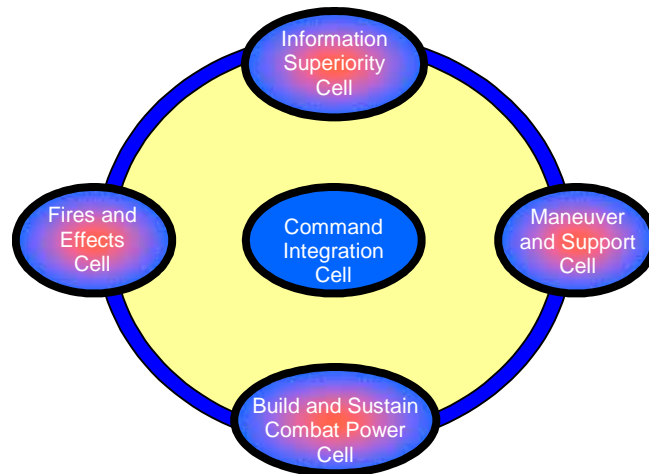 Information
Superiority
Cell
Fires and
Effects
Cell
Command
Integration
Cell
Maneuver
and Support
Cell
Build and Sustain
Combat Power
Cell